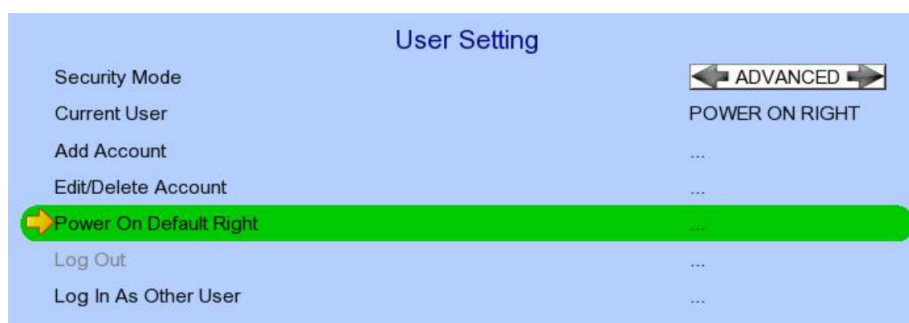 User Setting
Security Mode ADVANCED
Current User POWER ON RIGHT
Add Account ...
Edit/Delete Account ...
Power On Default Right ...
Log Out ...
Log In As Other User ...